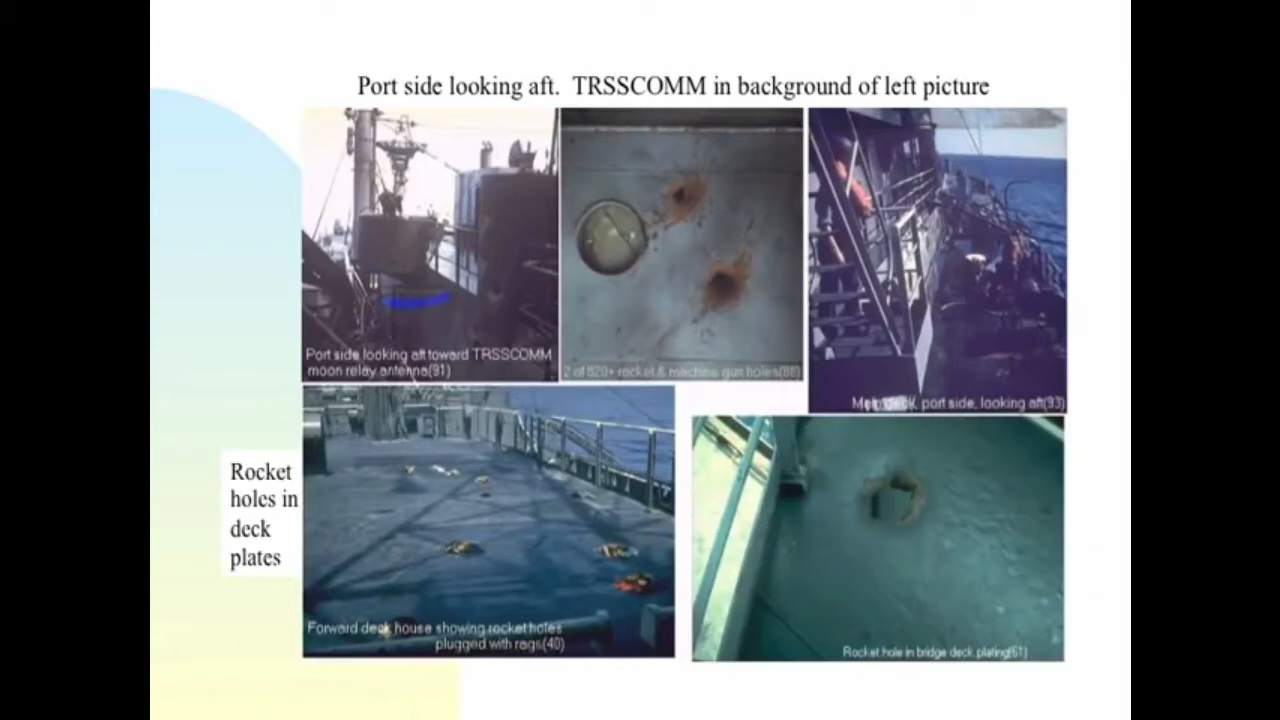 Port side looking aft. TRSSCOMM in background of left picture
Port side looking aft toward TRSSCOMM
moon relay antenna(91)
2 of 820+ rocket & machine gun holes(88)
Main deck, port side, looking aft(93)
Rocket
holes in
deck
plates
Forward deck house showing rocket holes
plugged with rags(40)
Rocket hole in bridge deck plating(61)